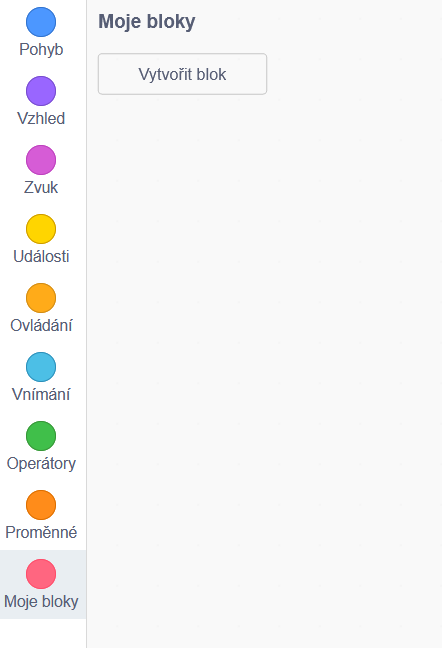 Pohyb
Vzhled
Zvuk
Události
Ovládání
Vnímání
Operátory
Proměnné
Moje bloky
Moje bloky
Vytvořit blok